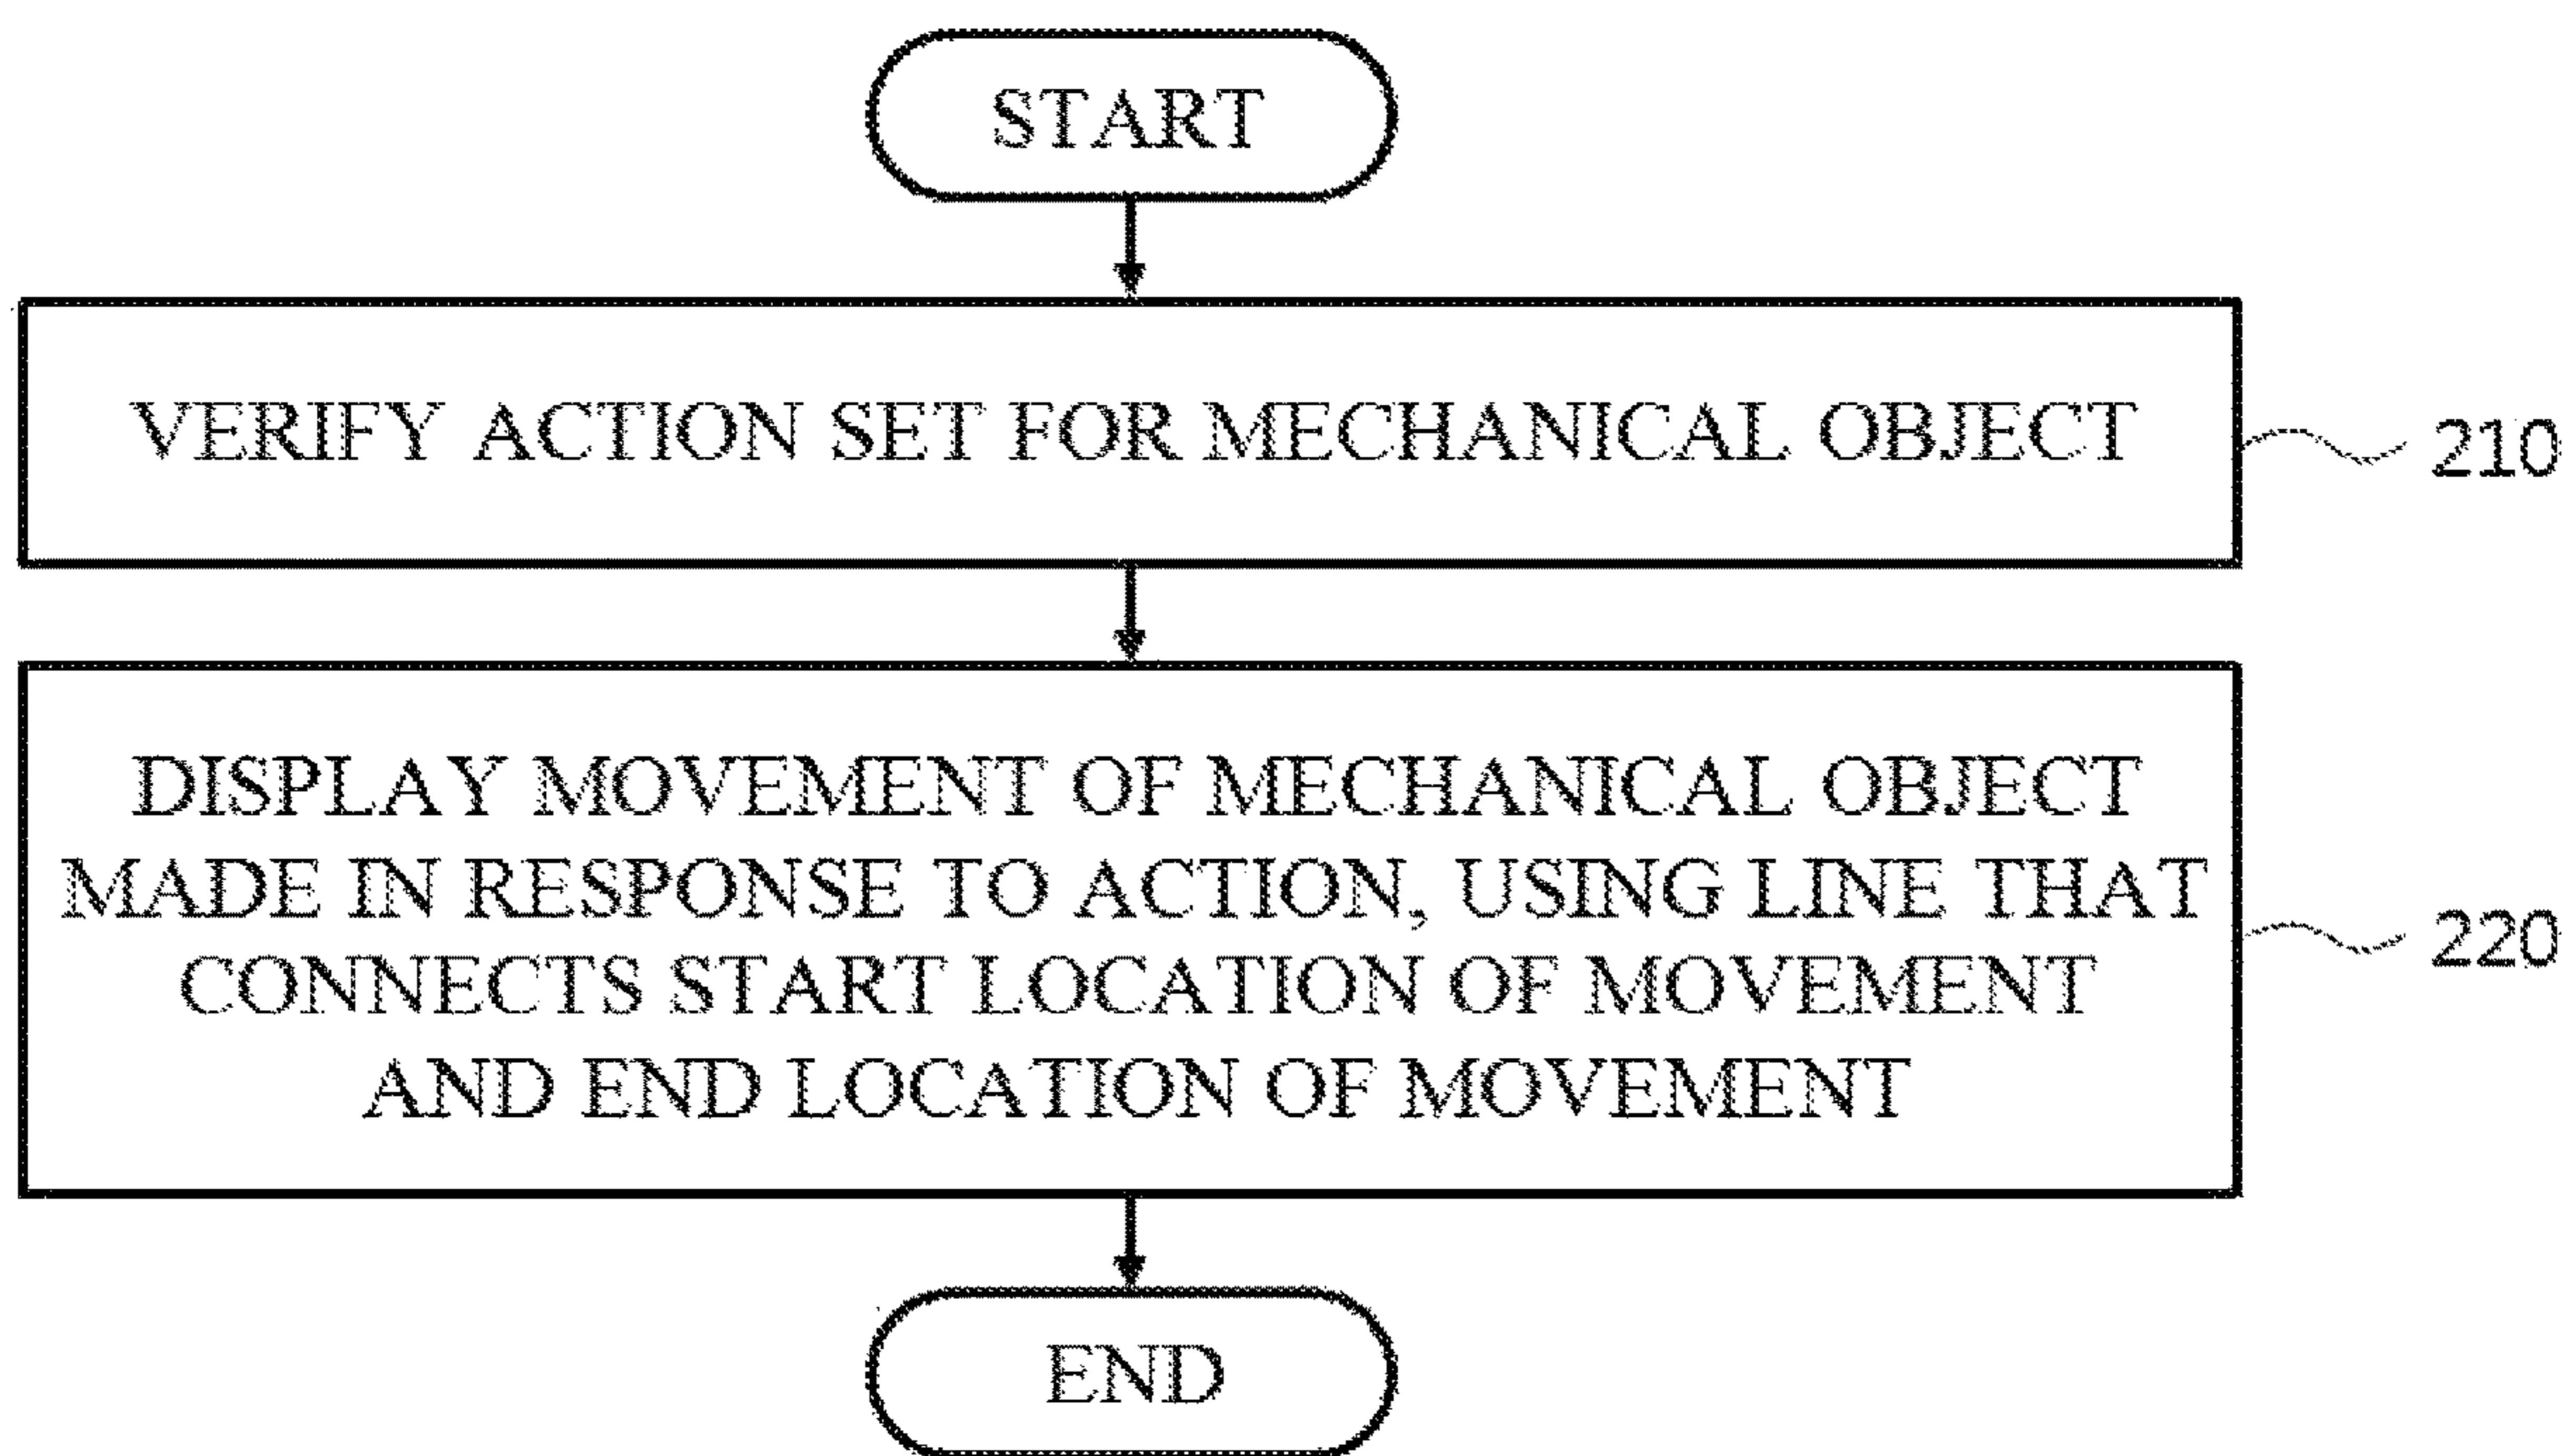 START
VERIFY ACTION SET FOR MECHANICAL OBJECT
210
DISPLAY MOVEMENT OF MECHANICAL OBJECT
MADE IN RESPONSE TO ACTION, USING LINE THAT
CONNECTS START LOCATION OF MOVEMENT
AND END LOCATION OF MOVEMENT
220
END